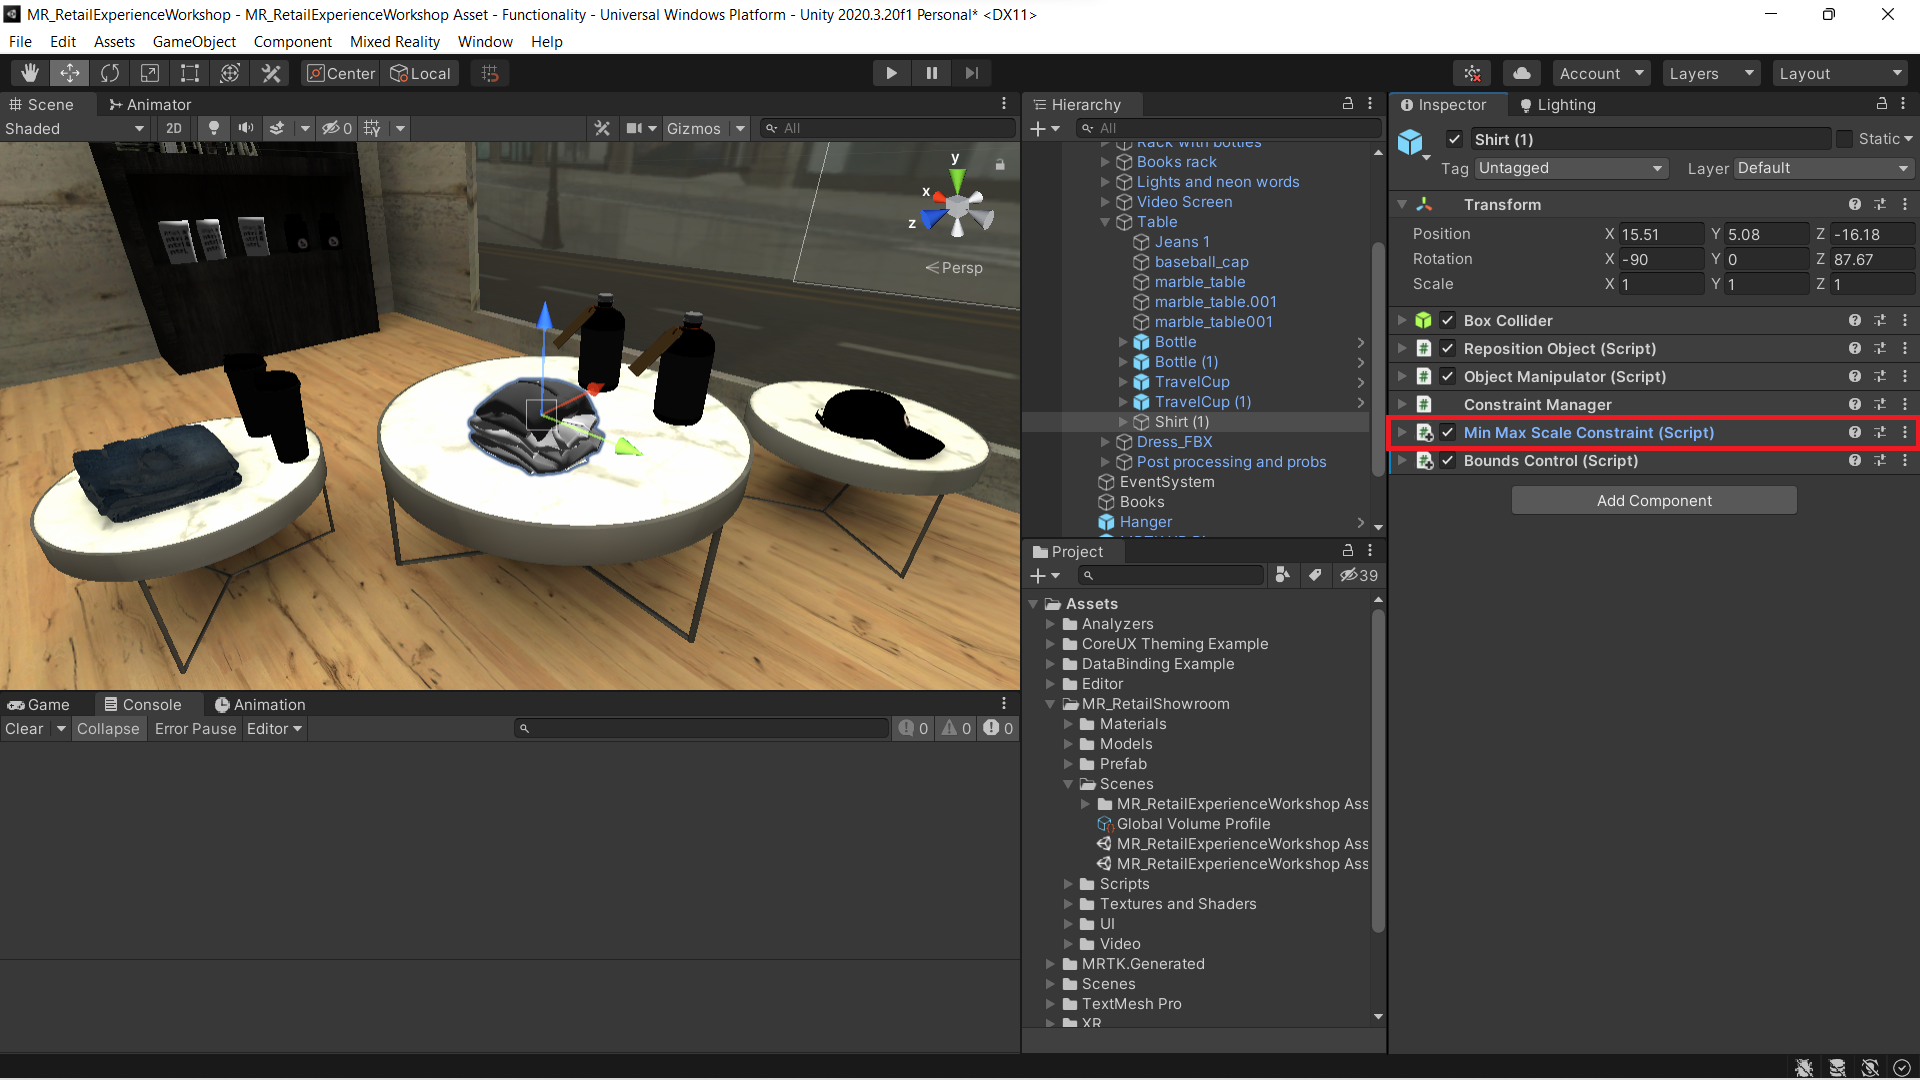 MR_RetailExperienceWorkshop - MR_RetailExperienceWorkshop Asset - Functionality - Universal Windows Platform - Unity 2020.3.20f1 Personal* <DX11>
File Edit Assets GameObject Component Mixed Reality Window Help
Center Local
Account Layers Layout
Scene Animator
Shaded 2D 0 Gizmos All
y
x
z
Persp
Game Console Animation
Clear Collapse Error Pause Editor 0 0 0
Hierarchy
All
Rack with bottles
Books rack
Lights and neon words
Video Screen
Table
Jeans 1
baseball_cap
marble_table
marble_table.001
marble_table001
Bottle
Bottle (1)
TravelCup
TravelCup (1)
Shirt (1)
Dress_FBX
Post processing and probs
EventSystem
Books
Hanger
Project
39
Assets
Analyzers
CoreUX Theming Example
DataBinding Example
Editor
MR_RetailShowroom
Materials
Models
Prefab
Scenes
MR_RetailExperienceWorkshop Ass
Global Volume Profile
MR_RetailExperienceWorkshop Ass
MR_RetailExperienceWorkshop Ass
Scripts
Textures and Shaders
UI
Video
MRTK.Generated
Scenes
TextMesh Pro
XR
Inspector Lighting
Shirt (1) Static
Tag Untagged Layer Default
Transform
Position X 15.51 Y 5.08 Z -16.18
Rotation X -90 Y 0 Z 87.67
Scale X 1 Y 1 Z 1
Box Collider
Reposition Object (Script)
Object Manipulator (Script)
Constraint Manager
Min Max Scale Constraint (Script)
Bounds Control (Script)
Add Component